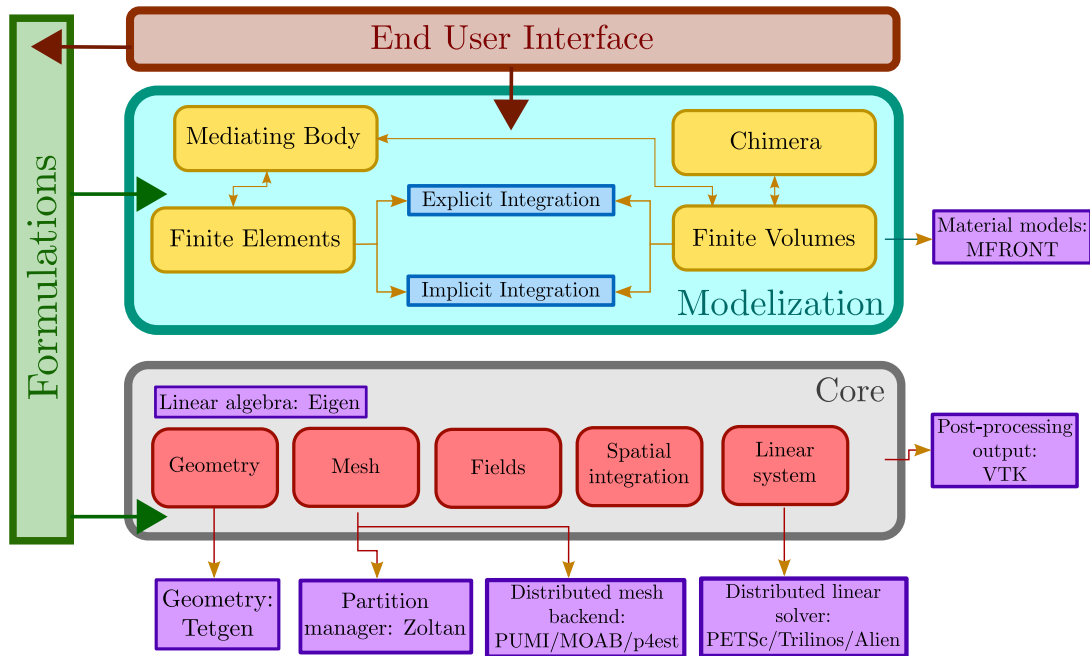 End User Interface
Formulations
Mediating Body
Chimera
Explicit Integration
Finite Elements
Finite Volumes
Material models:
MFRONT
Implicit Integration
Modelization
Core
Linear algebra: Eigen
Geometry
Mesh
Fields
Spatial
integration
Linear
system
Post-processing
output:
VTK
Geometry:
Tetgen
Partition
manager: Zoltan
Distributed mesh
backend:
PUMI/MOAB/p4est
Distributed linear
solver:
PETSc/Trilinos/Alien